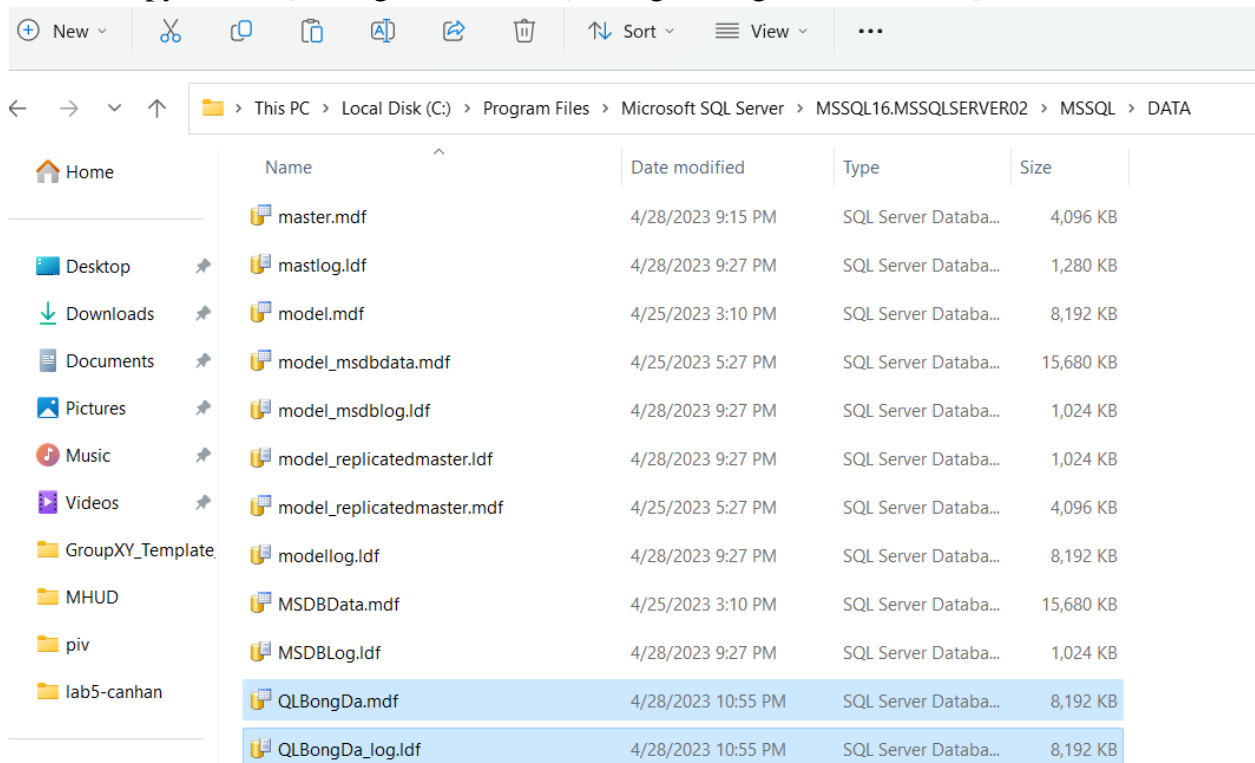 New
Sort
View
This PC > Local Disk (C:) > Program Files > Microsoft SQL Server > MSSQL16.MSSQLSERVER02 > MSSQL > DATA
Home
Name Date modified Type Size
master.mdf 4/28/2023 9:15 PM SQL Server Databa... 4,096 KB
Desktop mastlog.ldf 4/28/2023 9:27 PM SQL Server Databa... 1,280 KB
Downloads model.mdf 4/25/2023 3:10 PM SQL Server Databa... 8,192 KB
Documents model_msdbdata.mdf 4/25/2023 5:27 PM SQL Server Databa... 15,680 KB
Pictures model_msdblog.ldf 4/28/2023 9:27 PM SQL Server Databa... 1,024 KB
Music model_replicatedmaster.ldf 4/28/2023 9:27 PM SQL Server Databa... 1,024 KB
Videos model_replicatedmaster.mdf 4/25/2023 5:27 PM SQL Server Databa... 4,096 KB
GroupXY_Template_ modellog.ldf 4/28/2023 9:27 PM SQL Server Databa... 8,192 KB
MHUD MSDBData.mdf 4/25/2023 3:10 PM SQL Server Databa... 15,680 KB
piv MSDBLog.ldf 4/28/2023 9:27 PM SQL Server Databa... 1,024 KB
lab5-canhan QLBongDa.mdf 4/28/2023 10:55 PM SQL Server Databa... 8,192 KB
QLBongDa_log.ldf 4/28/2023 10:55 PM SQL Server Databa... 8,192 KB